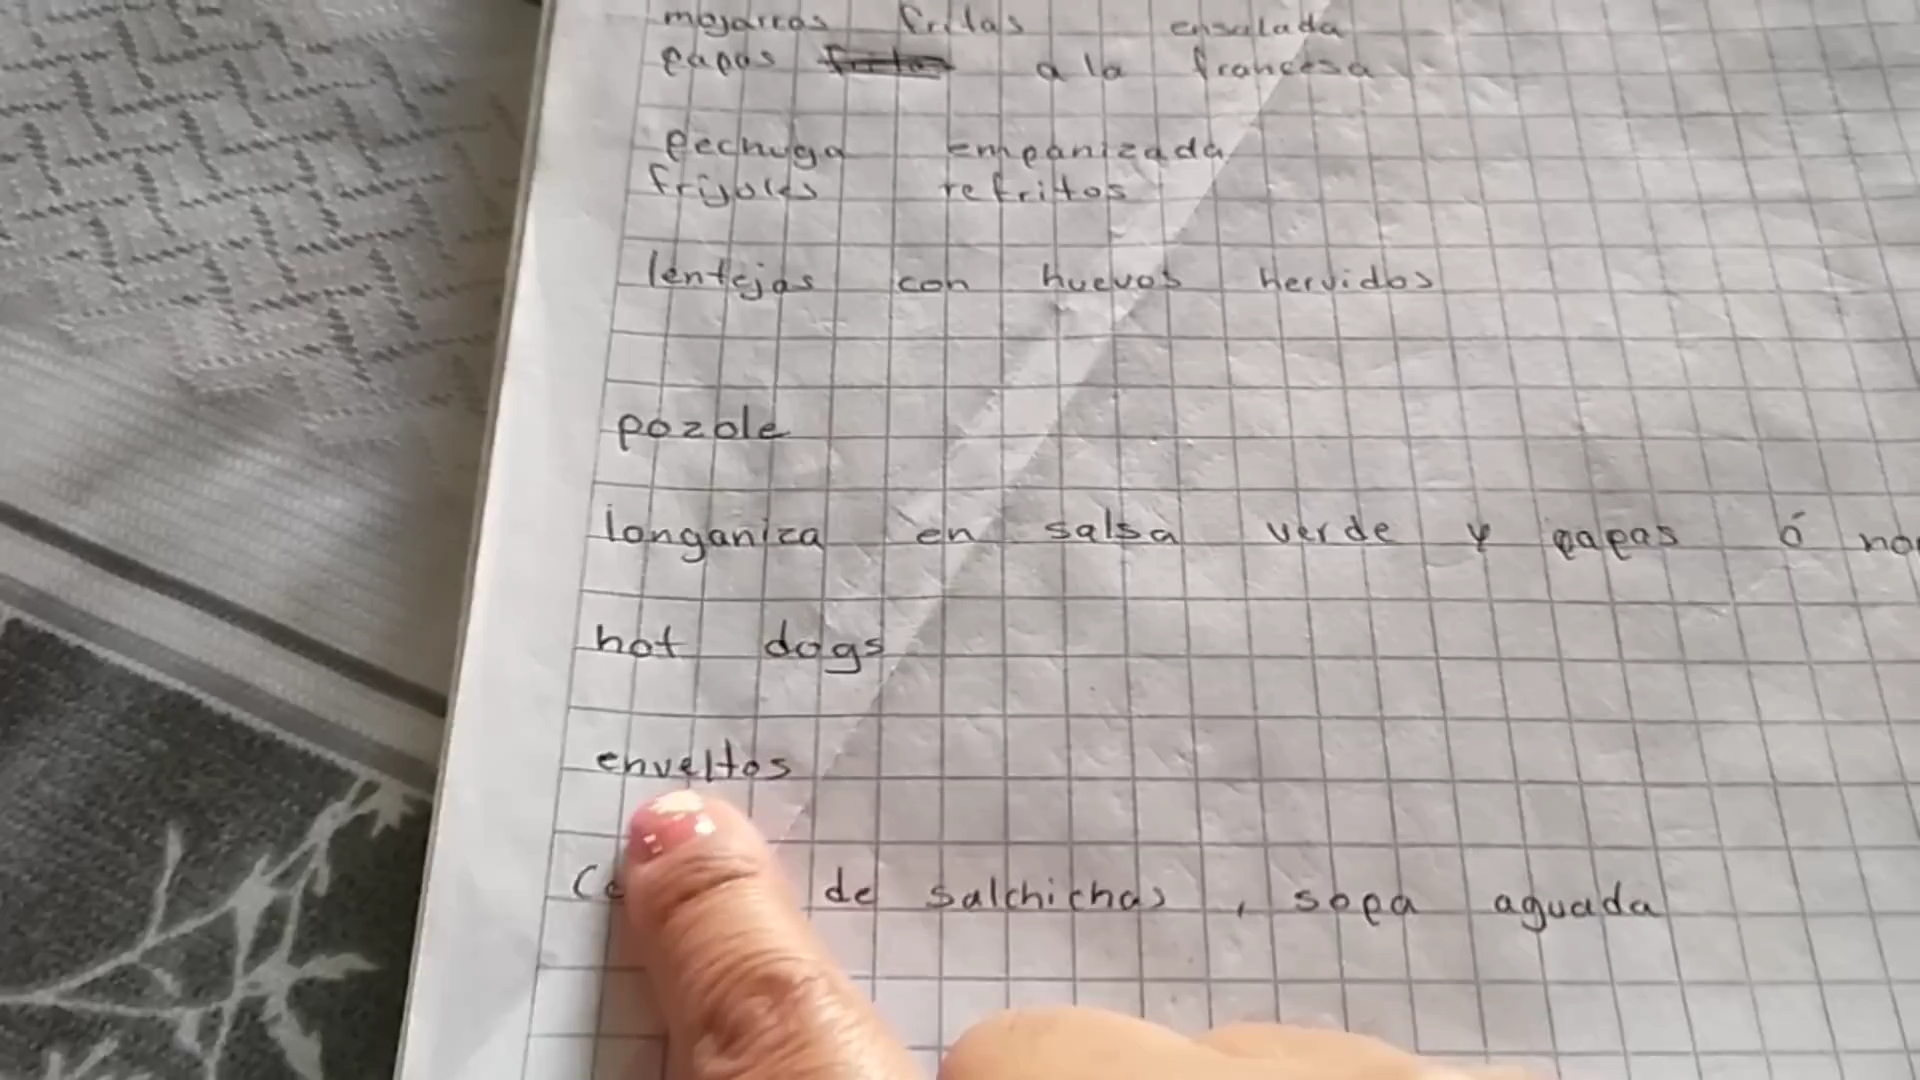 mojarras fritas ensalada
papas a la francesa
pechuga empanizada
frijoles refritos
lentejas con huevos hervidos
pozole
longaniza en salsa verde y papas ó
hot dogs
enveltos
de salchichas, sopa aguada